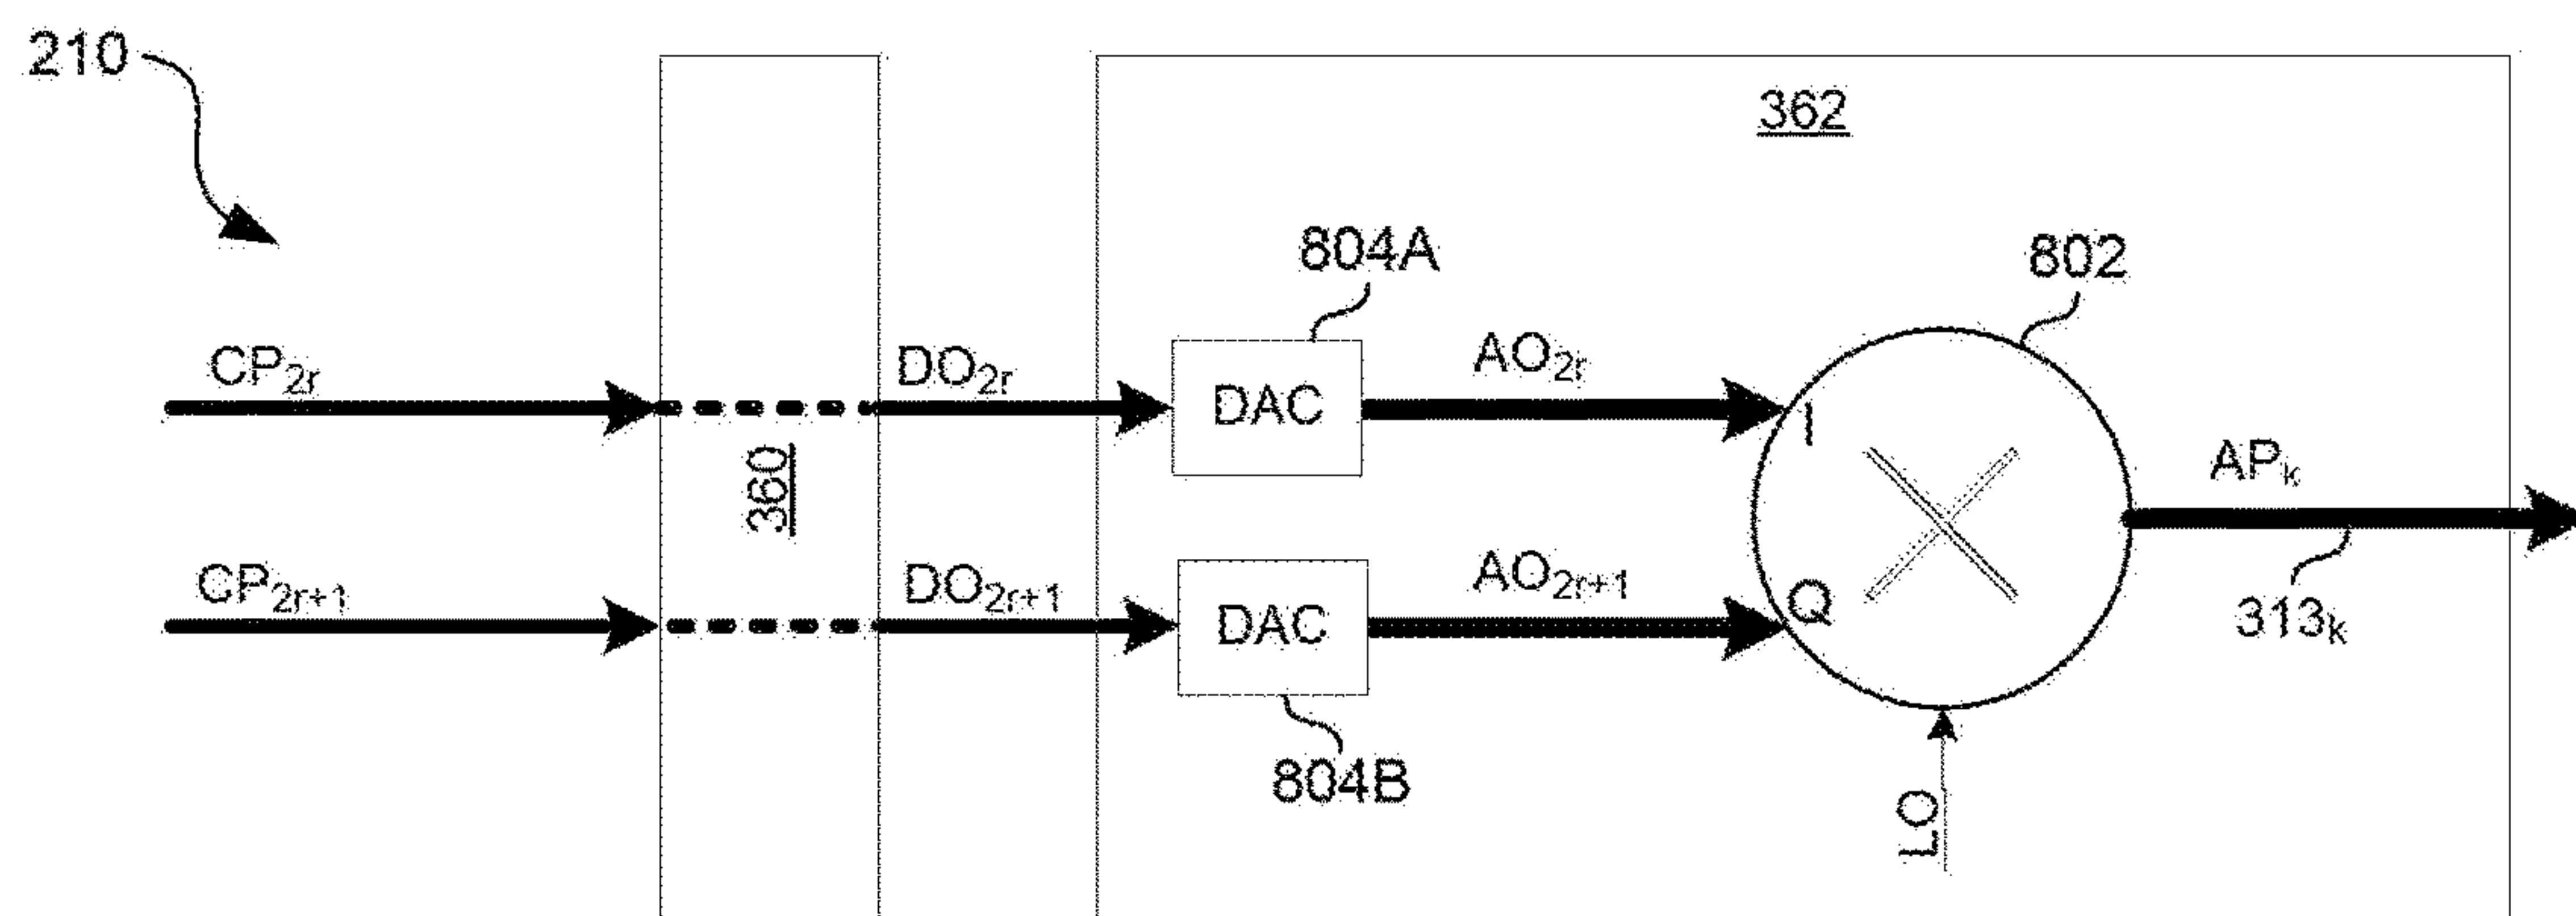 210
362
804A
802
CP2r
DO2r
DAC
AO2r
I
360
APk
CP2r+1
DO2r+1
DAC
AO2r+1
Q
313k
804B
LO